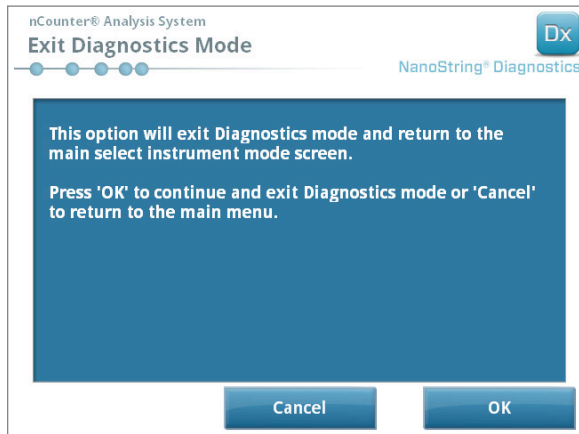 nCounter® Analysis System
Exit Diagnostics Mode
Dx
NanoString® Diagnostics
This option will exit Diagnostics mode and return to the
main select instrument mode screen.
Press 'OK' to continue and exit Diagnostics mode or 'Cancel'
to return to the main menu.
Cancel
OK